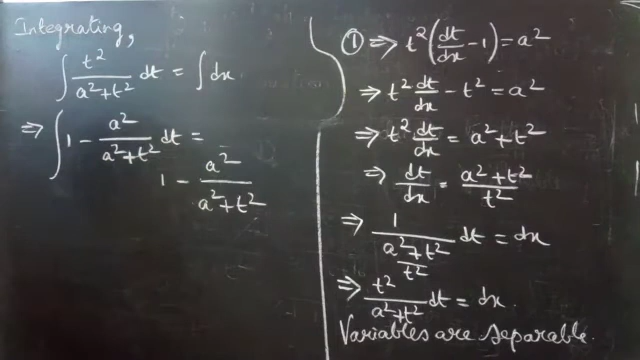 Integrating,
∫ t²/(a²+t²) dt = ∫ dx
⇒ ∫ 1 - a²/(a²+t²) dt =
1 - a²/(a²+t²)
① ⇒ t² (dt/dx - 1) = a²
⇒ t² dt/dx - t² = a²
⇒ t² dt/dx = a² + t²
⇒ dt/dx = (a² + t²)/t²
⇒ 1/((a² + t²)/t²) dt = dx
⇒ t²/(a²+t²) dt = dx.
Variables are separable.